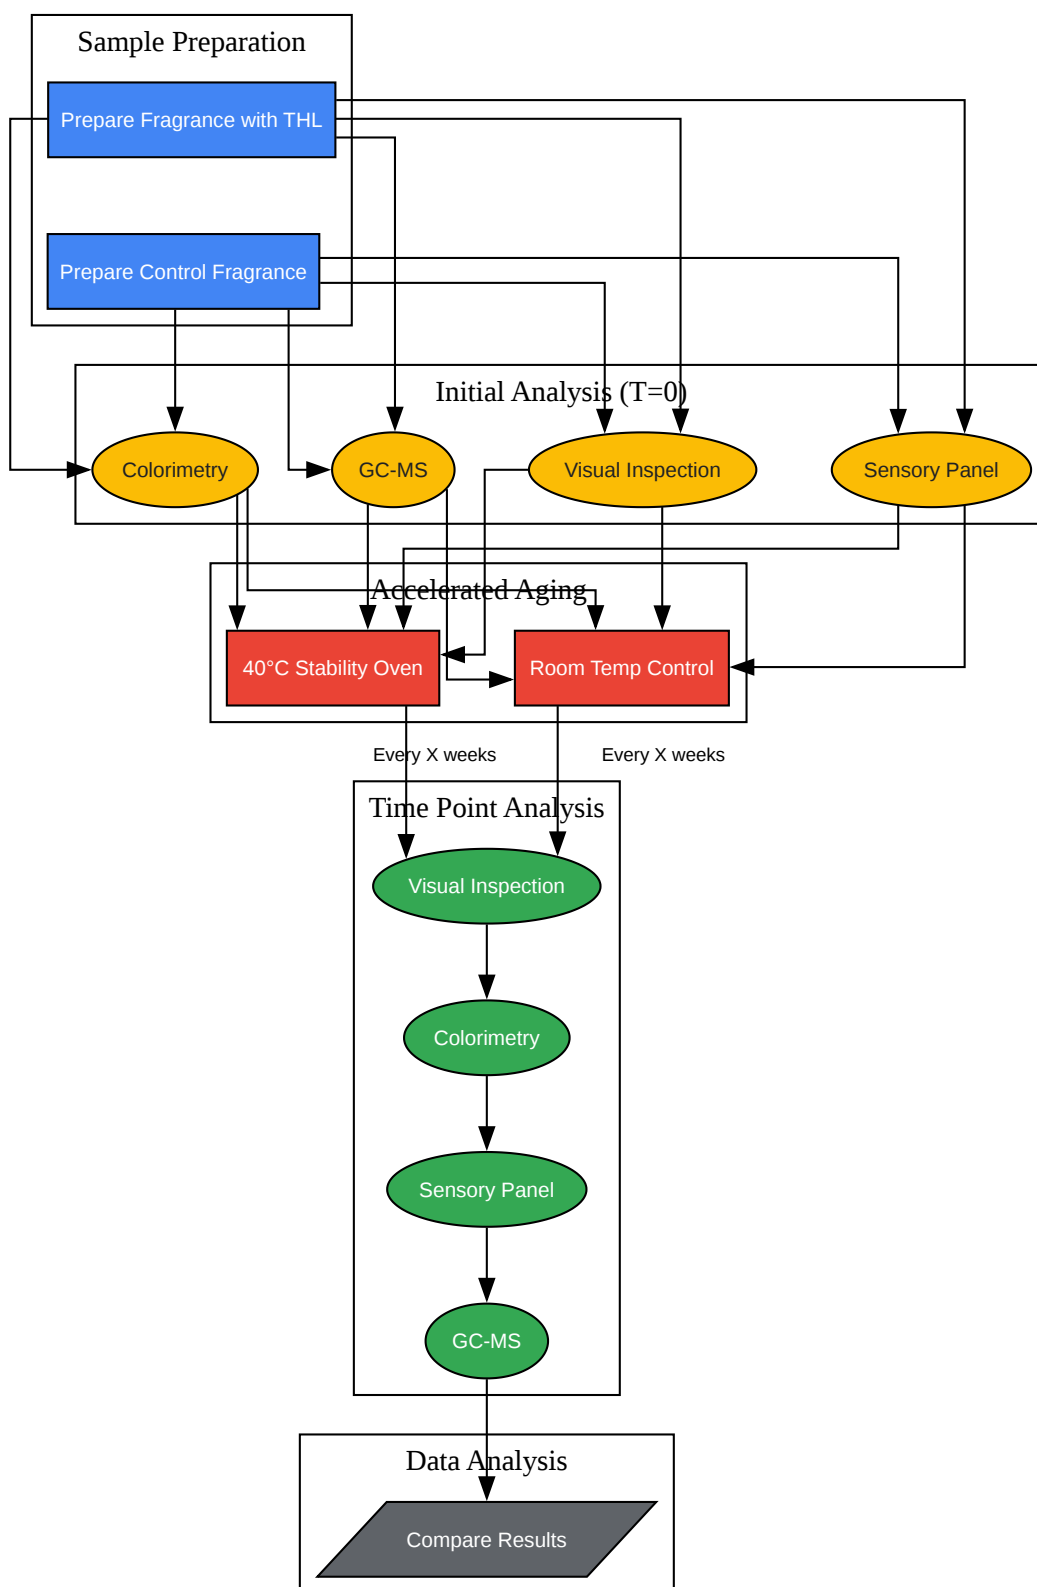 Sample Preparation
Prepare Fragrance with THL
Prepare Control Fragrance
Initial Analysis (T=0)
Colorimetry
GC-MS
Visual Inspection
Sensory Panel
Accelerated Aging
40°C Stability Oven
Room Temp Control
Every X weeks
Every X weeks
Time Point Analysis
Visual Inspection
Colorimetry
Sensory Panel
GC-MS
Data Analysis
Compare Results